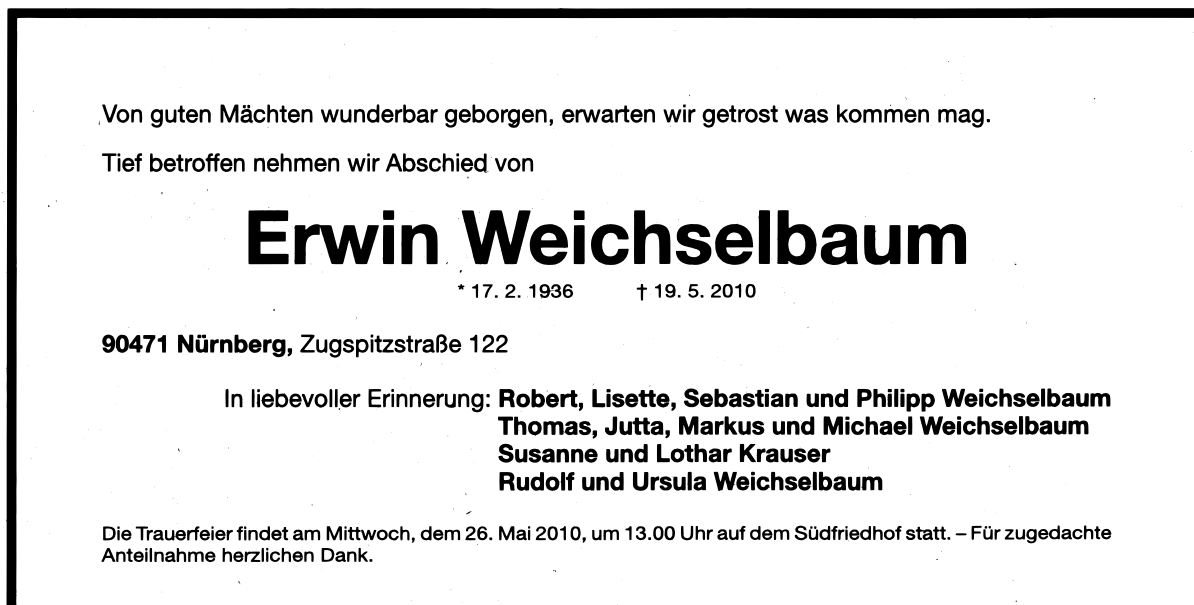 Von guten Mächten wunderbar geborgen, erwarten wir getrost was kommen mag.
Tief betroffen nehmen wir Abschied von
Erwin Weichselbaum
* 17. 2. 1936 † 19. 5. 2010
90471 Nürnberg, Zugspitzstraße 122
In liebevoller Erinnerung: Robert, Lisette, Sebastian und Philipp Weichselbaum
Thomas, Jutta, Markus und Michael Weichselbaum
Susanne und Lothar Krauser
Rudolf und Ursula Weichselbaum
Die Trauerfeier findet am Mittwoch, dem 26. Mai 2010, um 13.00 Uhr auf dem Südfriedhof statt. – Für zugedachte
Anteilnahme herzlichen Dank.